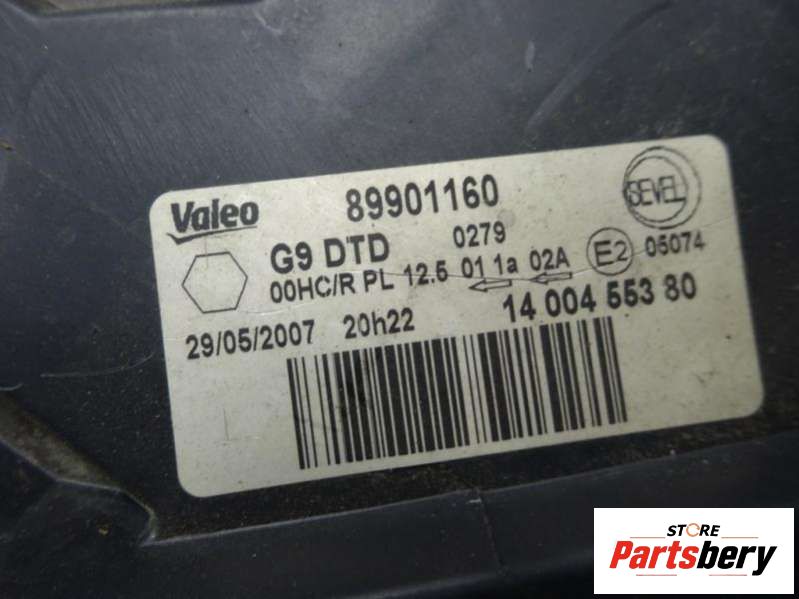 Valeo 89901160 SEVEL
G9 DTD 0279
00HC/R PL 12.5 01 1a 02A E2 05074
29/05/2007 20h22 14 004 553 80
STORE
Partsbery